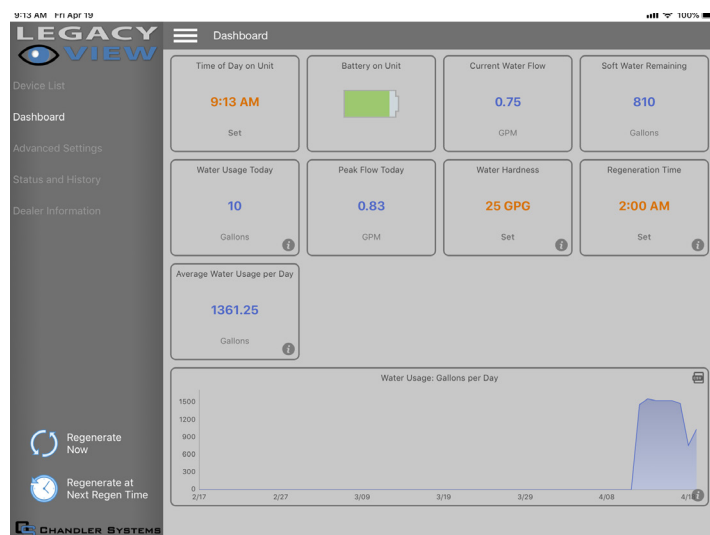 9:13 AM Fri Apr 19
100%
LEGACY
VIEW
Dashboard
Device List
Dashboard
Advanced Settings
Status and History
Dealer Information
Time of Day on Unit
9:13 AM
Set
Battery on Unit
Current Water Flow
0.75
GPM
Soft Water Remaining
810
Gallons
Water Usage Today
10
Gallons
i
Peak Flow Today
0.83
GPM
Water Hardness
25 GPG
Set
i
Regeneration Time
2:00 AM
Set
i
Average Water Usage per Day
1361.25
Gallons
i
Water Usage: Gallons per Day
1500
1200
900
600
300
0
2/17 2/27 3/09 3/19 3/29 4/08
i
Regenerate
Now
Regenerate at
Next Regen Time
CHANDLER SYSTEMS